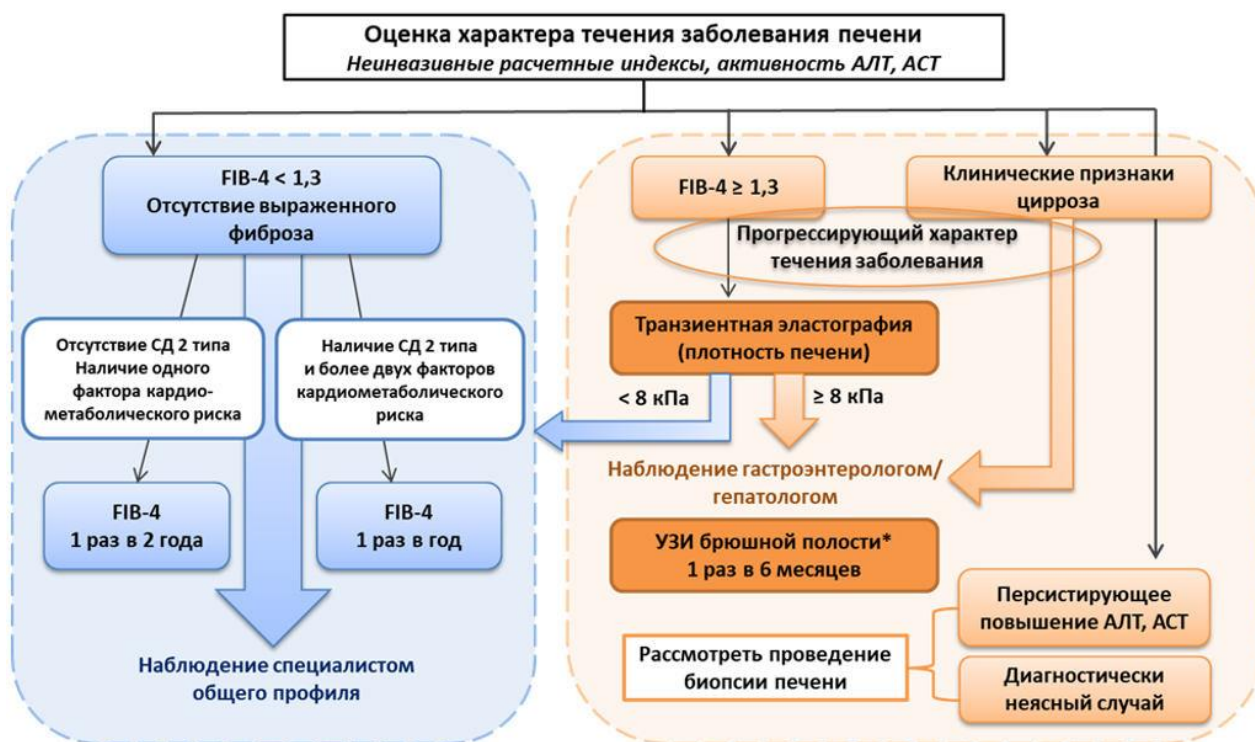 Оценка характера течения заболевания печени
Неинвазивные расчетные индексы, активность АЛТ, АСТ
FIB-4 < 1,3
Отсутствие выраженного
фиброза
FIB-4 ≥ 1,3
Клинические признаки
цирроза
Прогрессирующий характер
течения заболевания
Отсутствие СД 2 типа
Наличие одного
фактора кардио-
метаболического риска
Наличие СД 2 типа
и более двух факторов
кардиометаболического
риска
Транзиентная эластография
(плотность печени)
< 8 кПа
≥ 8 кПа
FIB-4
1 раз в 2 года
FIB-4
1 раз в год
Наблюдение гастроэнтерологом/
гепатологом
УЗИ брюшной полости*
1 раз в 6 месяцев
Наблюдение специалистом
общего профиля
Рассмотреть проведение
биопсии печени
Персистирующее
повышение АЛТ, АСТ
Диагностически
неясный случай